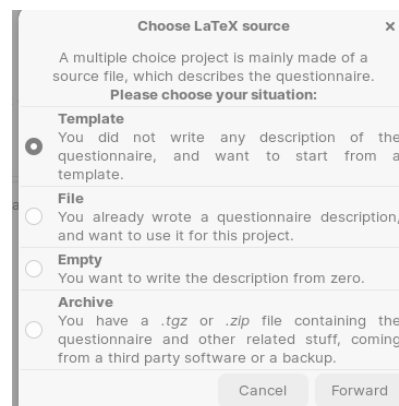 Choose LaTeX source ×
A multiple choice project is mainly made of a
source file, which describes the questionnaire.
Please choose your situation:
Template
You did not write any description of the
questionnaire, and want to start from a
template.
File
You already wrote a questionnaire description,
and want to use it for this project.
Empty
You want to write the description from zero.
Archive
You have a .tgz or .zip file containing the
questionnaire and other related stuff, coming
from a third party software or a backup.
Cancel Forward